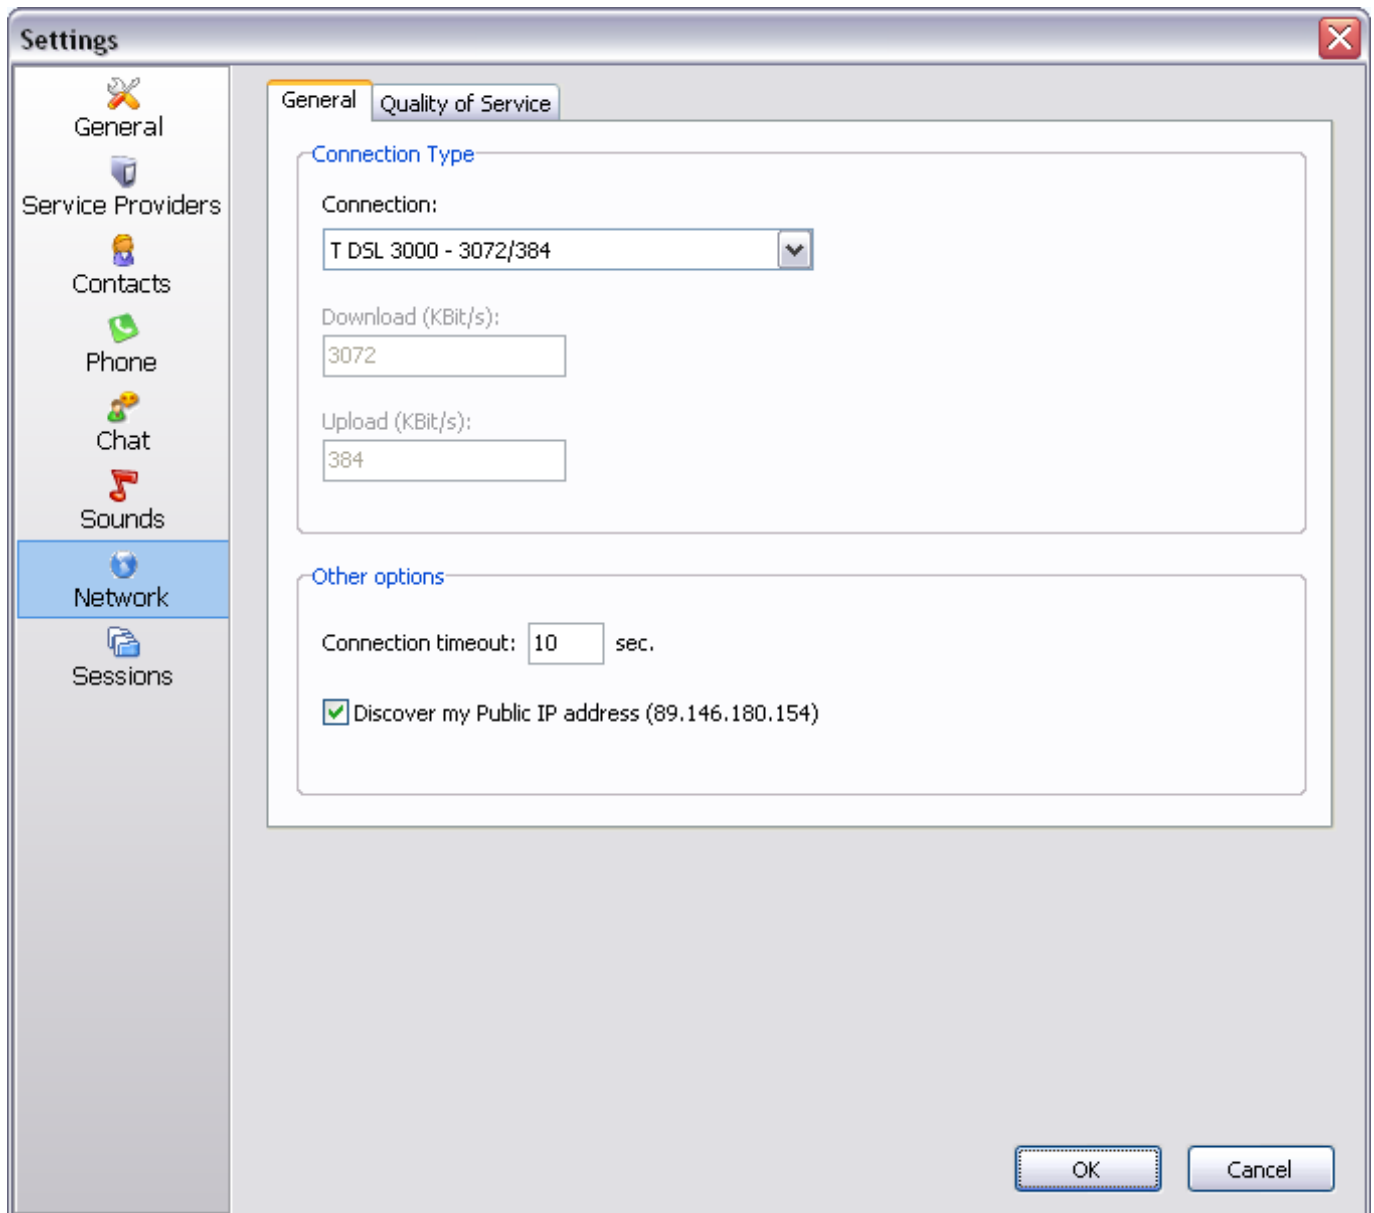 Settings
General
Service Providers
Contacts
Phone
Chat
Sounds
Network
Sessions
General Quality of Service
Connection Type
Connection:
T DSL 3000 - 3072/384
Download (KBit/s):
3072
Upload (KBit/s):
384
Other options
Connection timeout: 10 sec.
Discover my Public IP address (89.146.180.154)
OK Cancel